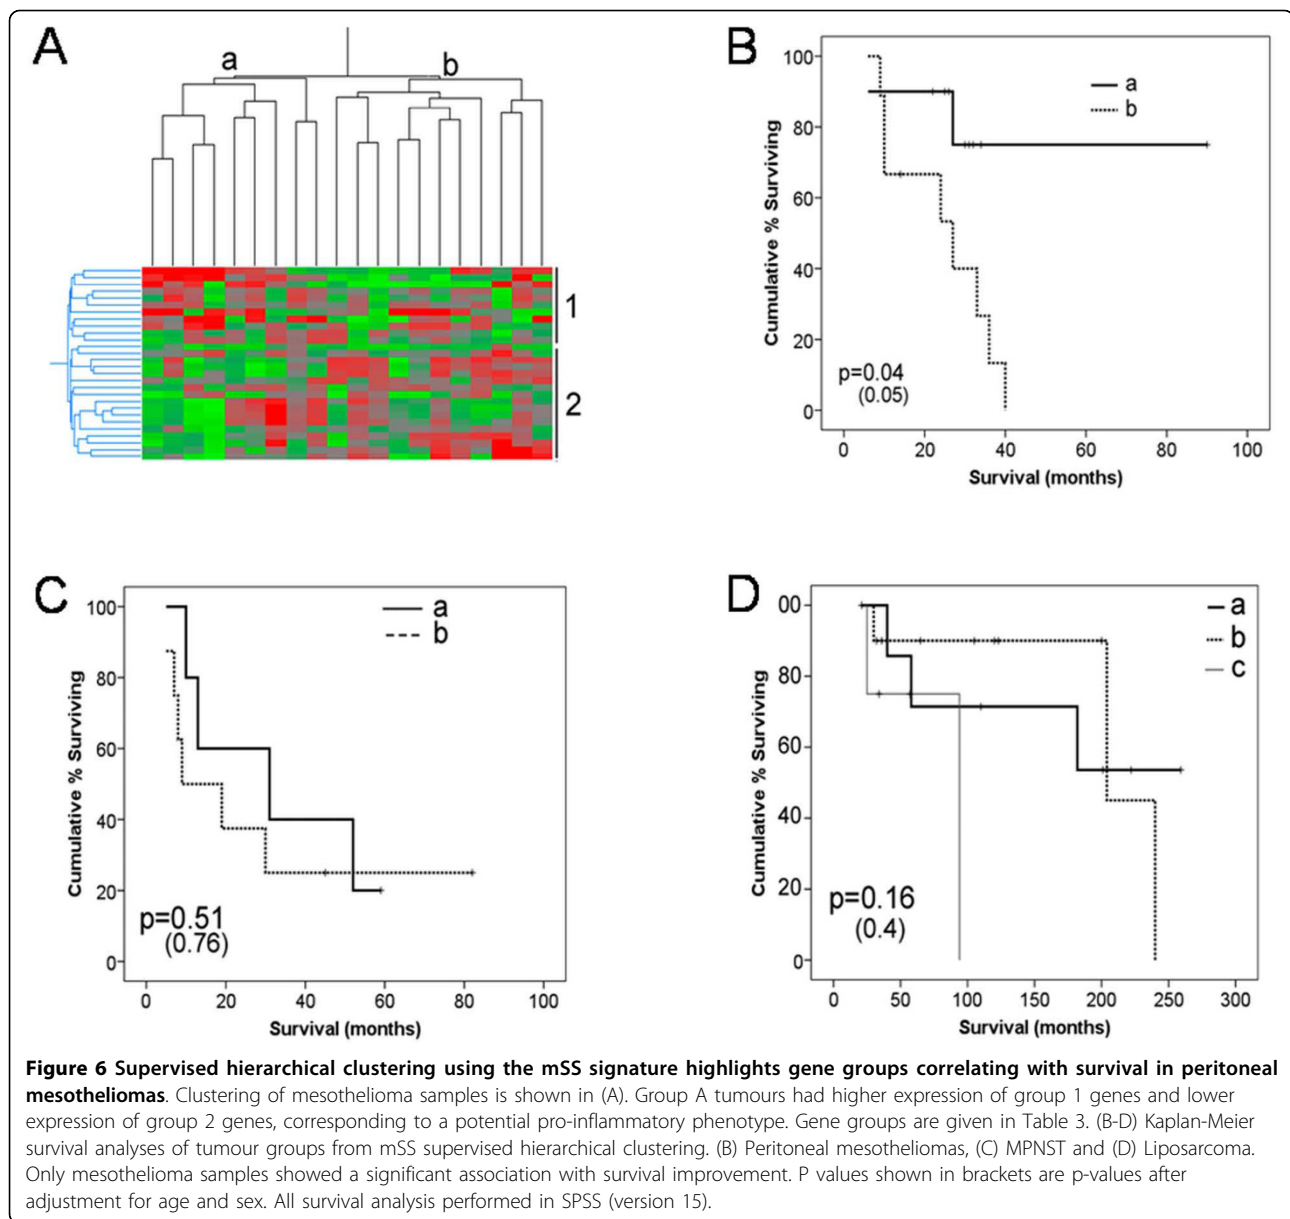 A
a
b
1
2
B
100
80
60
40
20
0
Cumulative % Surviving
a
b
p=0.04
(0.05)
0 20 40 60 80 100
Survival (months)
C
100
80
60
40
20
0
Cumulative % Surviving
a
b
p=0.51
(0.76)
0 20 40 60 80 100
Survival (months)
D
00
80
60
40
20
0
Cumulative % Surviving
a
b
c
p=0.16
(0.4)
0 50 100 150 200 250 300
Survival (months)
Figure 6 Supervised hierarchical clustering using the mSS signature highlights gene groups correlating with survival in peritoneal
mesotheliomas. Clustering of mesothelioma samples is shown in (A). Group A tumours had higher expression of group 1 genes and lower
expression of group 2 genes, corresponding to a potential pro-inflammatory phenotype. Gene groups are given in Table 3. (B-D) Kaplan-Meier
survival analyses of tumour groups from mSS supervised hierarchical clustering. (B) Peritoneal mesotheliomas, (C) MPNST and (D) Liposarcoma.
Only mesothelioma samples showed a significant association with survival improvement. P values shown in brackets are p-values after
adjustment for age and sex. All survival analysis performed in SPSS (version 15).